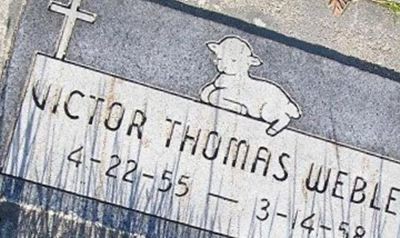 VICTOR THOMAS WEBLE
4-22-55 — 3-14-58